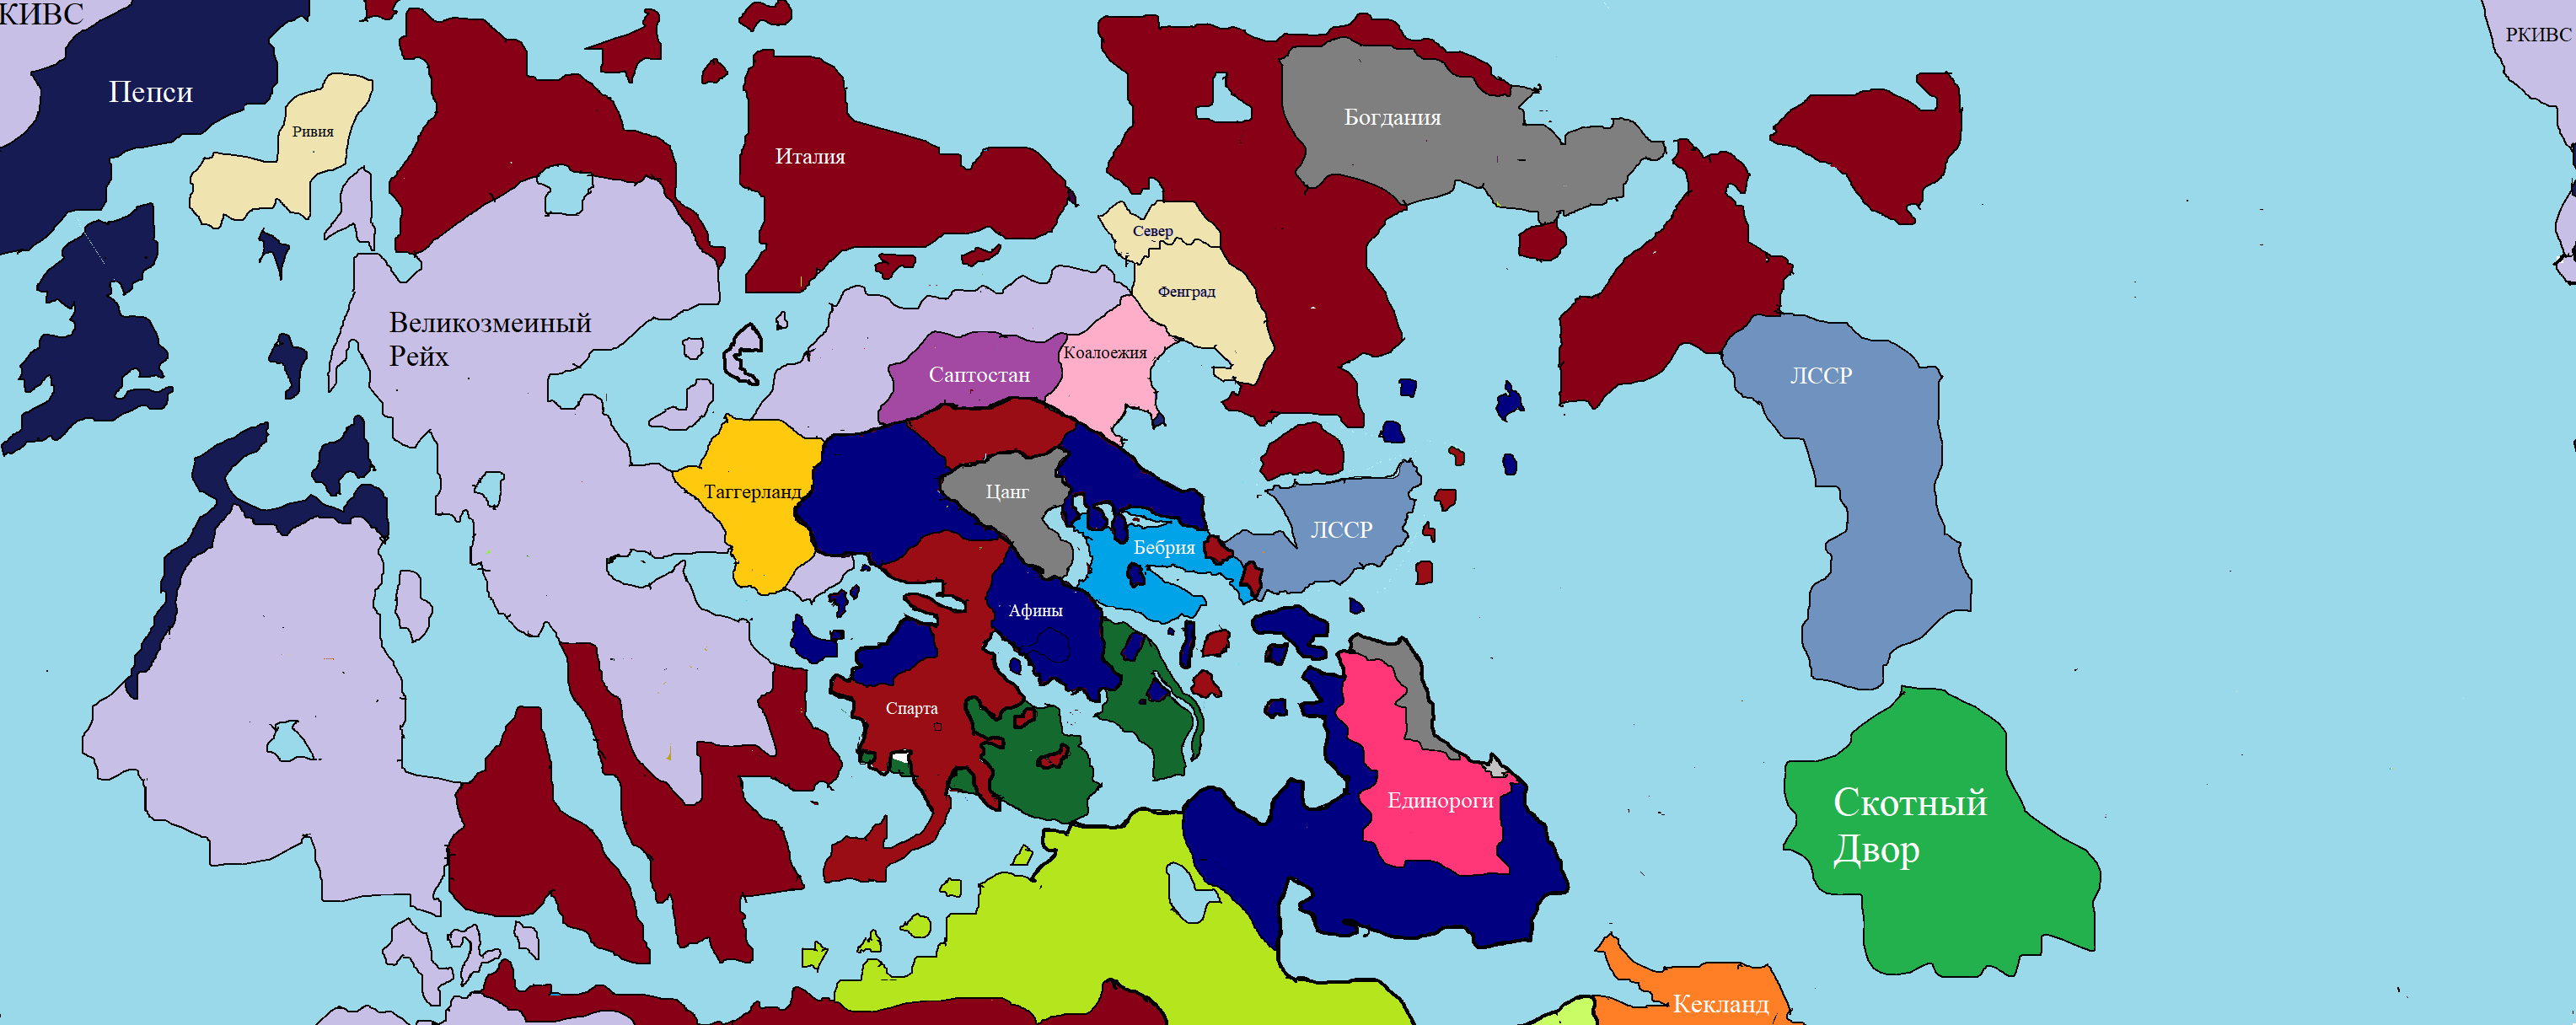 РКИВС
РКИВС
Пепси
Богдания
Ривия
Италия
Север
Фенград
Великозмеиный
Рейх
Коалоежия
Саптостан
ЛССР
Таггерланд
Цанг
ЛССР
Бебрия
Афины
Спарта
Единороги
Скотный
Двор
Кекланд